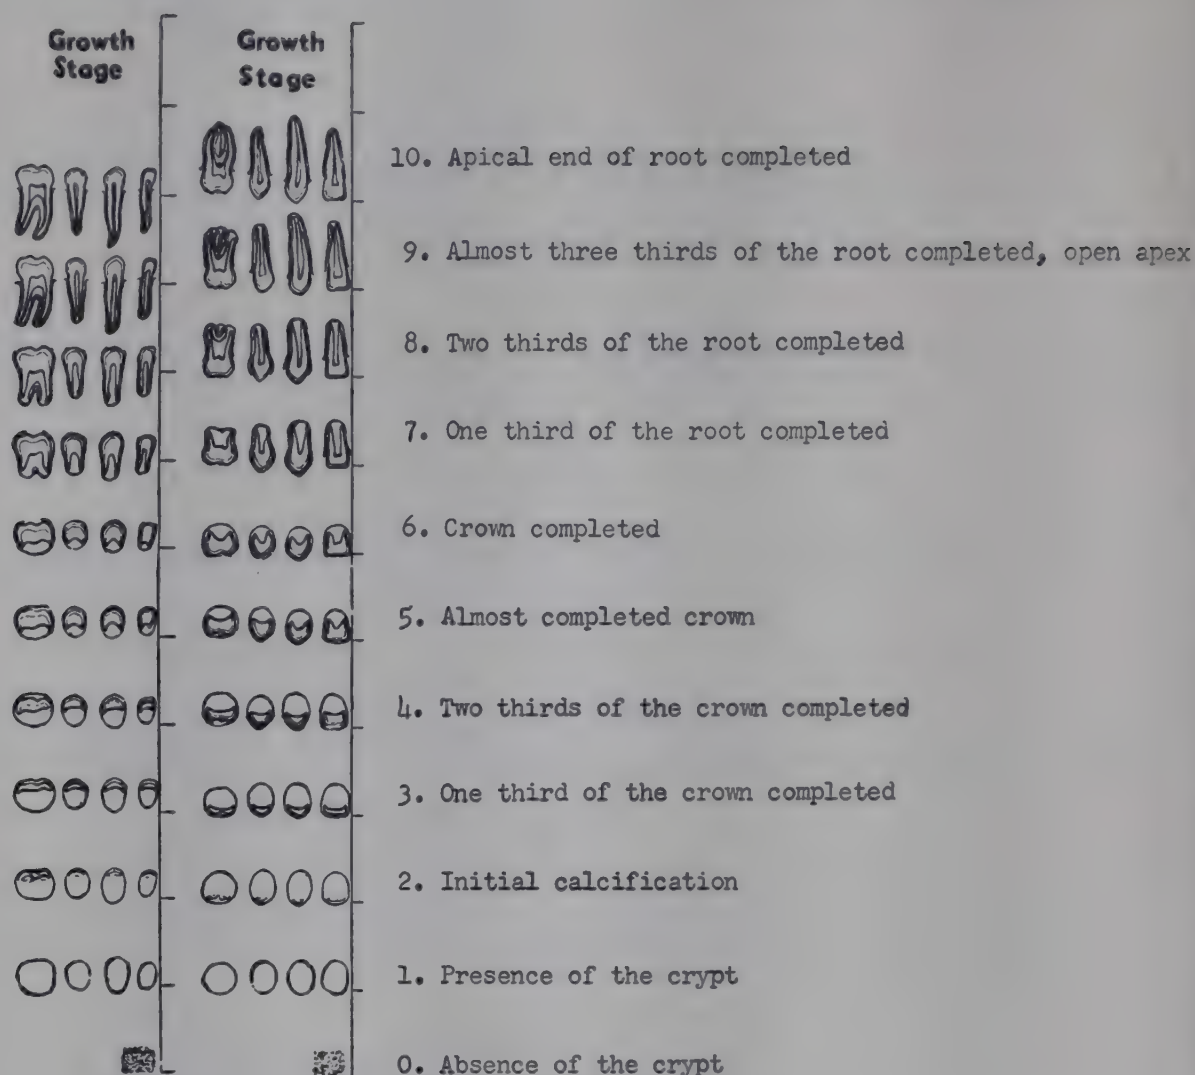 Growth
Stage
Growth
Stage
10. Apical end of root completed
9. Almost three thirds of the root completed, open apex
8. Two thirds of the root completed
7. One third of the root completed
6. Crown completed
5. Almost completed crown
4. Two thirds of the crown completed
3. One third of the crown completed
2. Initial calcification
1. Presence of the crypt
0. Absence of the crypt